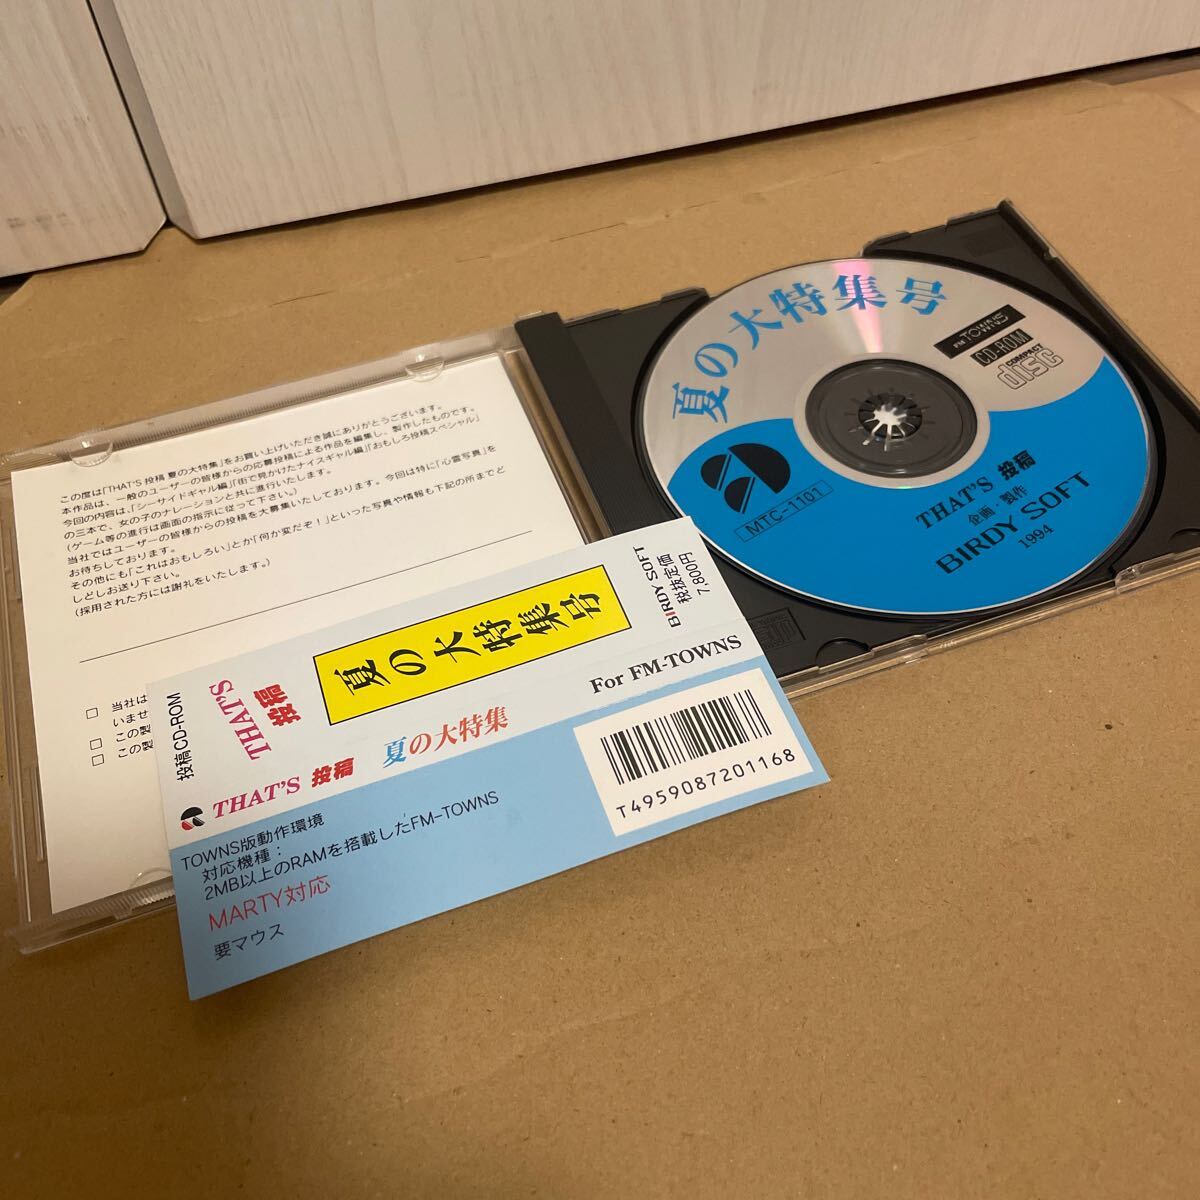 この度は「THAT'S 投稿 夏の大特集」をお買い上げいただき誠にありがとうございます。
本作品は、一般のユーザーの皆様からの応募投稿による作品を編集し、製作したものです。
今回の内容は、「シーサイドギャル編」「街で見かけたナイスギャル編」「おもしろ投稿スペシャル」
の三本で、女の子のナレーションと共に進行いたします。
(ゲーム等の進行は画面の指示に従って下さい。)
当社ではユーザーの皆様からの投稿を大募集いたしております。今回は特に「心霊写真」を
お待ちしております。
その他にも「これはおもしろい」とか「何か変だぞ！」といった写真や情報も下記の所までど
しどしお送り下さい。
(採用された方には謝礼をいたします。)
□ 当社は
いませ
□ この
□ この
投稿CD-ROM
THAT'S
投稿
夏の大特集号
BIRDY SOFT
税抜定価
7,800円
THAT'S 投稿 夏の大特集 For FM-TOWNS
TOWNS版動作環境
対応機種：
2MB以上のRAMを搭載したFM-TOWNS
MARTY対応
要マウス
T4959087201168
夏の大特集号
FM TOWNS
CD-ROM
COMPACT
disc
MTC-1101
THAT'S 投稿
企画・製作
BIRDY SOFT
1994